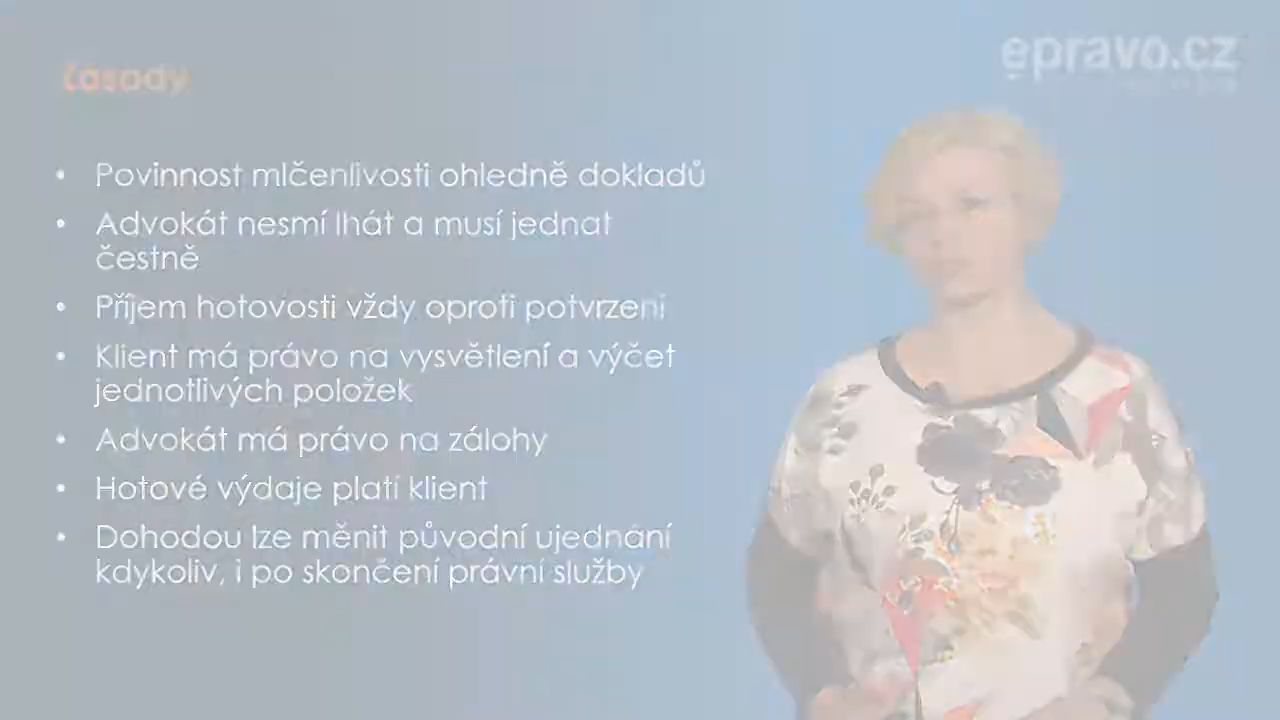 epravo.cz
Zásady
• Povinnost mlčenlivosti ohledně dokladů
• Advokát nesmí lhát a musí jednat
čestně
• Příjem hotovosti vždy oproti potvrzení
• Klient má právo na vysvětlení a výčet
jednotlivých položek
• Advokát má právo na zálohy
• Hotové výdaje platí klient
• Dohodou lze měnit původní ujednání
kdykoliv, i po skončení právní služby